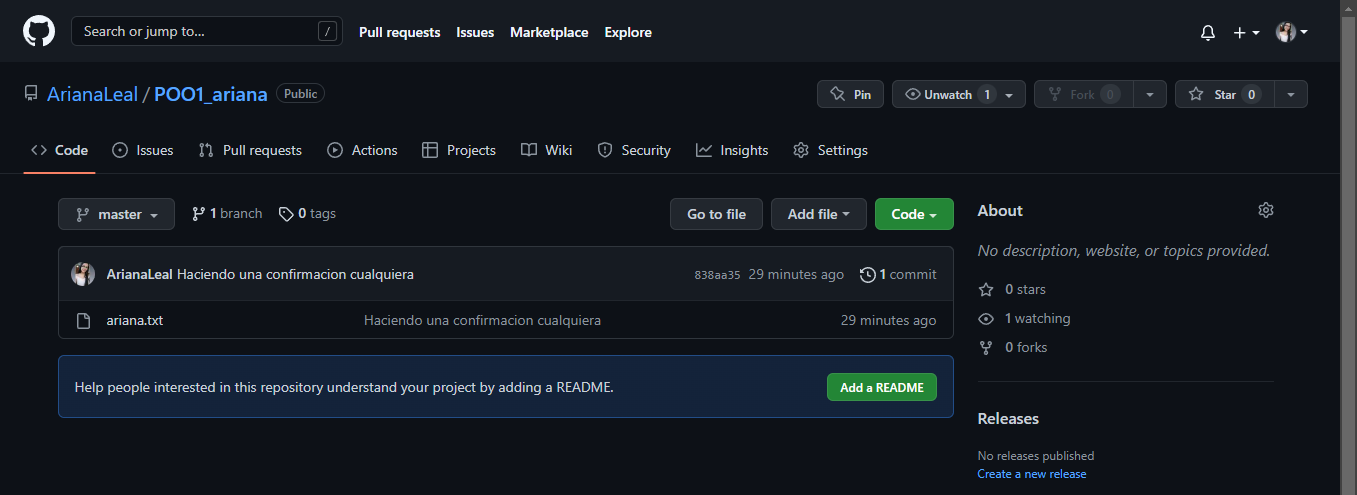 Search or jump to... / Pull requests Issues Marketplace Explore
ArianaLeal / POO1_ariana Public Pin Unwatch 1 Fork 0 Star 0
Code Issues Pull requests Actions Projects Wiki Security Insights Settings
master 1 branch 0 tags Go to file Add file Code
ArianaLeal Haciendo una confirmacion cualquiera 838aa35 29 minutes ago 1 commit
ariana.txt Haciendo una confirmacion cualquiera 29 minutes ago
Help people interested in this repository understand your project by adding a README. Add a README
About
No description, website, or topics provided.
0 stars
1 watching
0 forks
Releases
No releases published
Create a new release